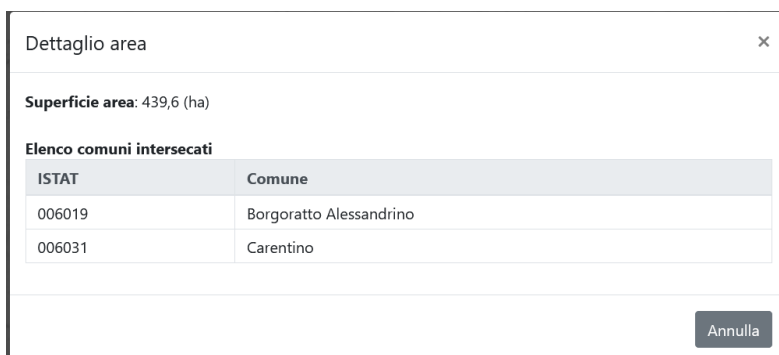 Dettaglio area ×
Superficie area: 439,6 (ha)
Elenco comuni intersecati
ISTAT Comune
006019 Borgoratto Alessandrino
006031 Carentino
Annulla